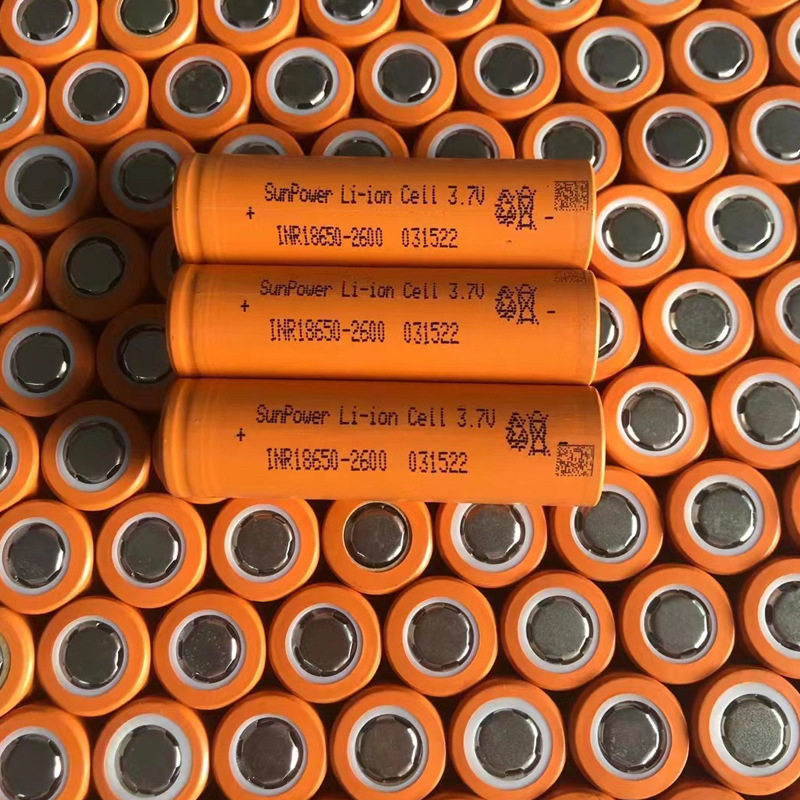 SunPower Li-ion Cell 3.7V
+ -
INR18650-2600 031522
SunPower Li-ion Cell 3.7V
+ -
INR18650-2600 031522
SunPower Li-ion Cell 3.7V
+ -
INR18650-2600 031522